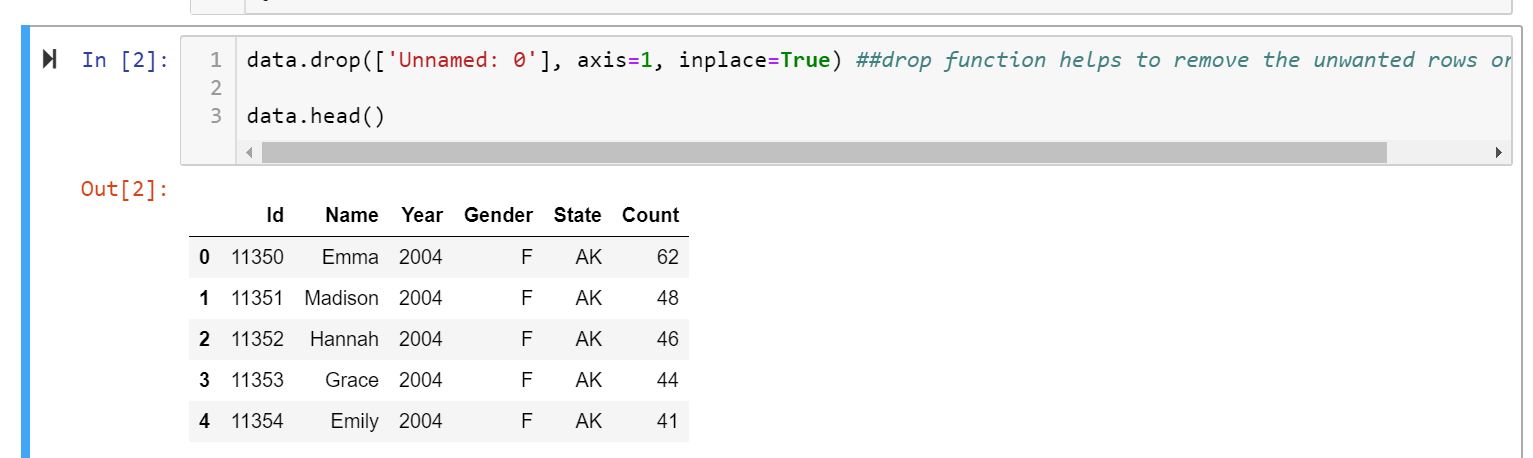 In [2]:
1 data.drop(['Unnamed: 0'], axis=1, inplace=True) ##drop function helps to remove the unwanted rows or
2
3 data.head()
Out[2]:
Id Name Year Gender State Count
0 11350 Emma 2004 F AK 62
1 11351 Madison 2004 F AK 48
2 11352 Hannah 2004 F AK 46
3 11353 Grace 2004 F AK 44
4 11354 Emily 2004 F AK 41